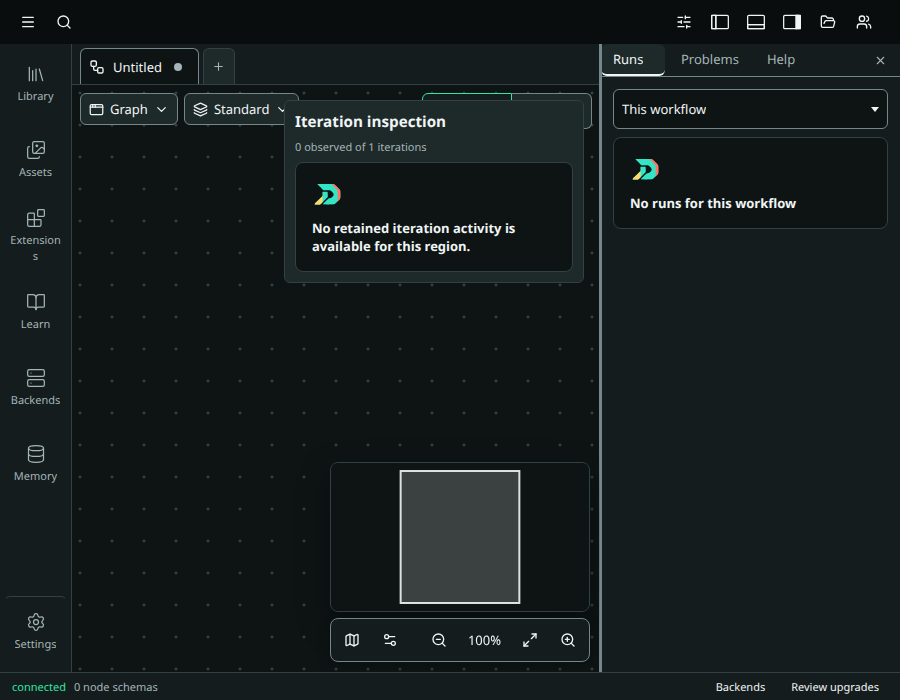 Untitled
+
Runs
Problems
Help
Library
Assets
Extension
s
Learn
Backends
Memory
Settings
Graph
Standard
Iteration inspection
0 observed of 1 iterations
No retained iteration activity is
available for this region.
This workflow
No runs for this workflow
100%
connected
0 node schemas
Backends
Review upgrades